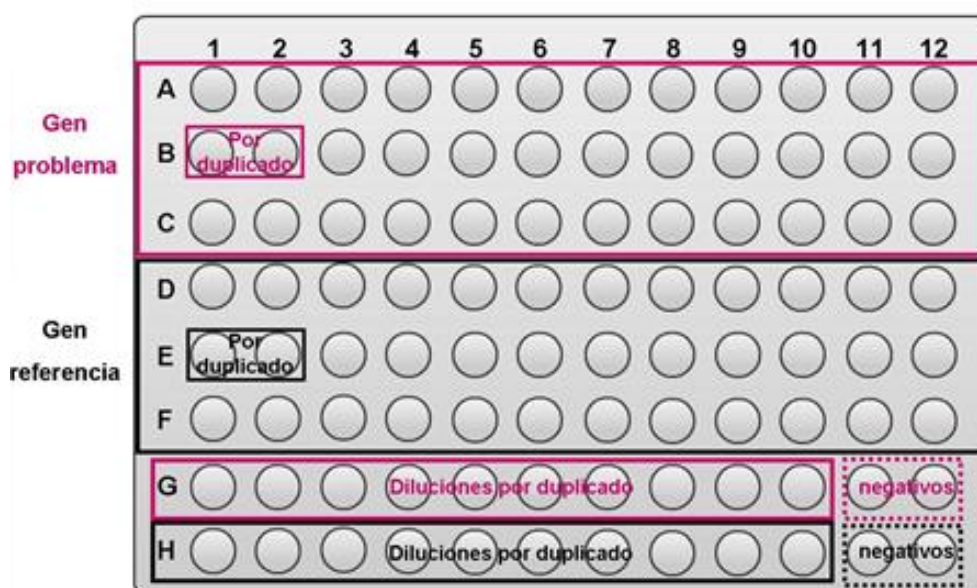 1 2 3 4 5 6 7 8 9 10 11 12
A
Gen
problema
B
Por
duplicado
C
D
Gen
referencia
E
Por
duplicado
F
G
Diluciones por duplicado
negativos
H
Diluciones por duplicado
negativos